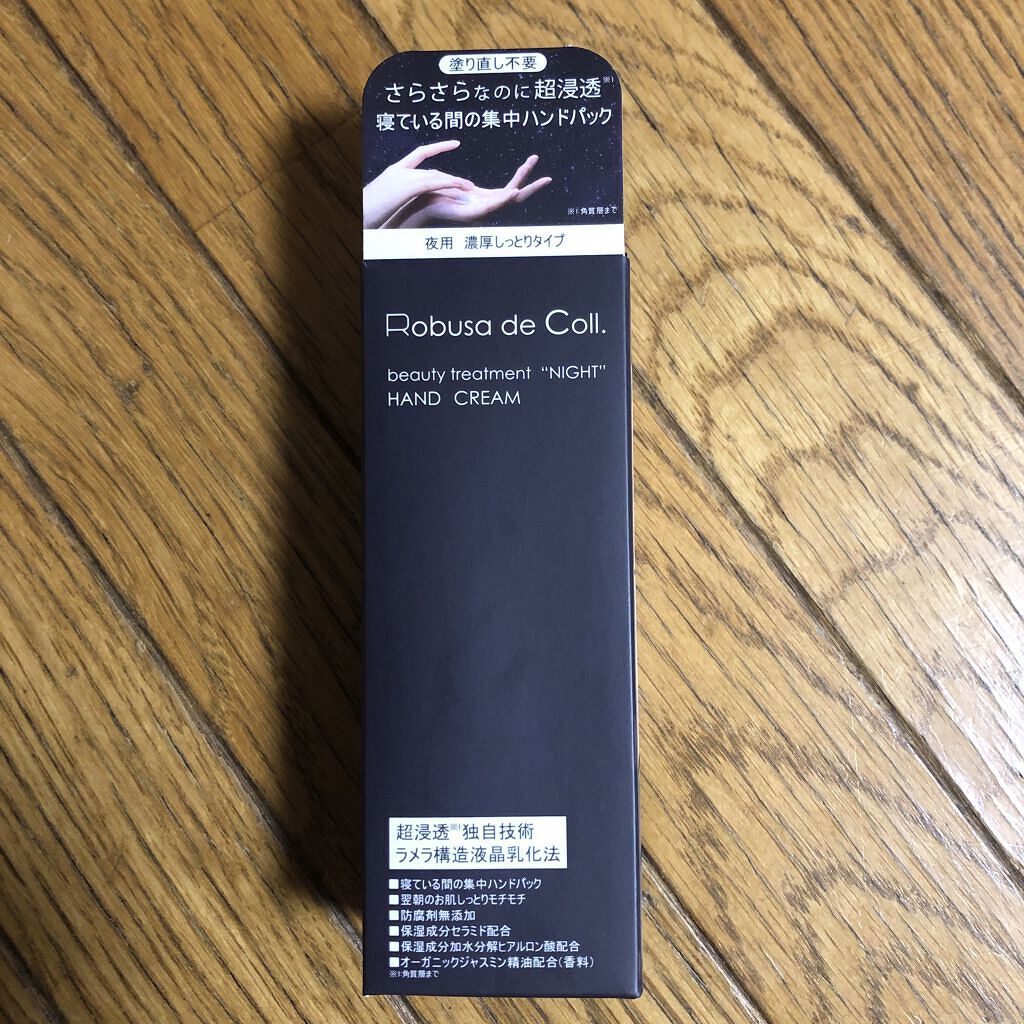 塗り直し不要
さらさらなのに超浸透※1
寝ている間の集中ハンドパック
※1:角質層まで
夜用 濃厚しっとりタイプ
Robusa de Coll.
beauty treatment “NIGHT”
HAND CREAM
超浸透※1独自技術
ラメラ構造液晶乳化法
■寝ている間の集中ハンドパック
■翌朝のお肌しっとりモチモチ
■防腐剤無添加
■保湿成分セラミド配合
■保湿成分加水分解ヒアルロン酸配合
■オーガニックジャスミン精油配合(香料)
※1:角質層まで